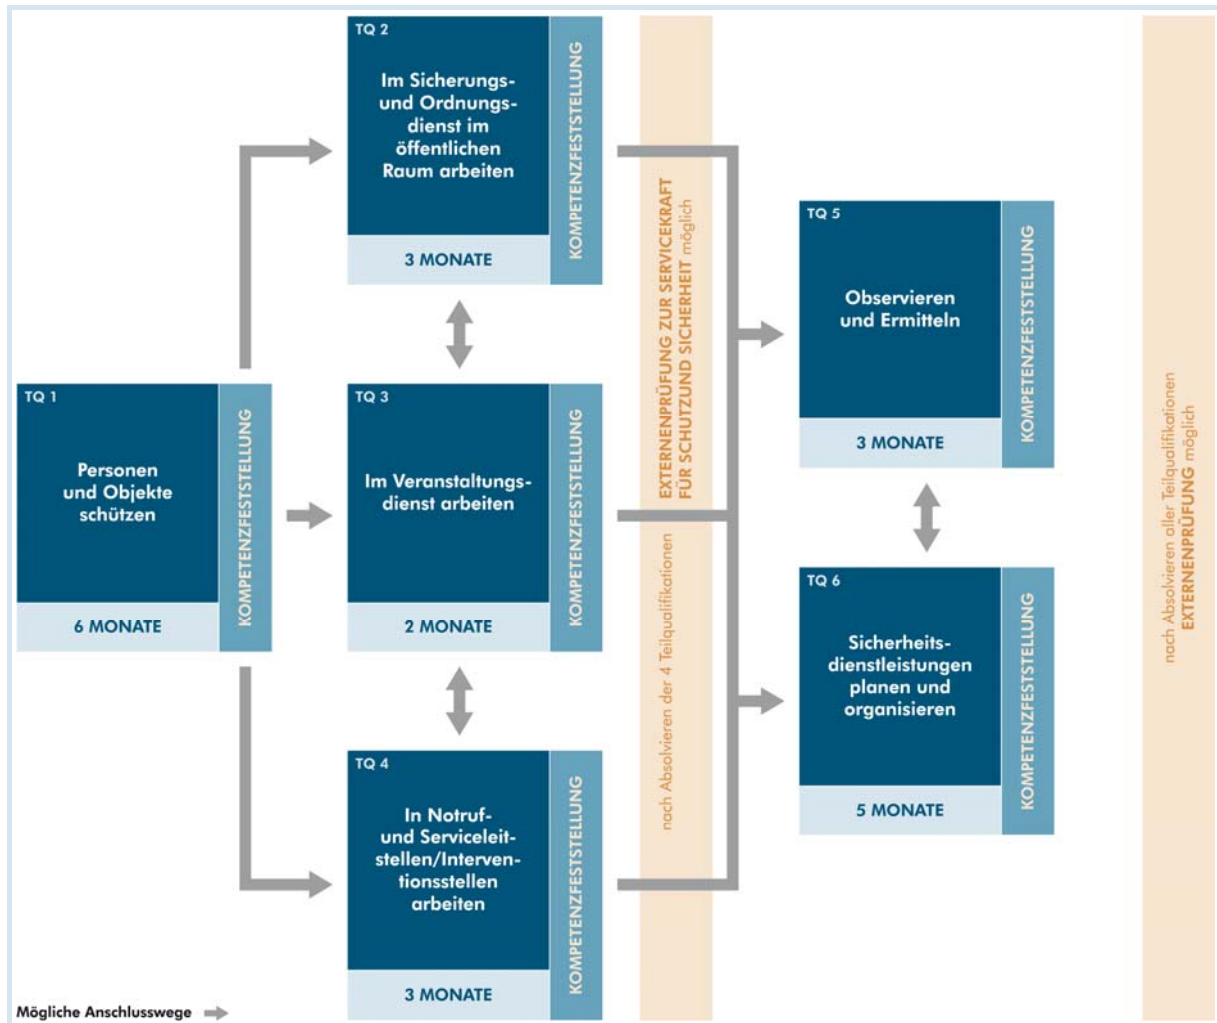 TQ 1
Personen
und Objekte
schützen
6 MONATE
KOMPETENZFESTSTELLUNG
TQ 2
Im Sicherungs-
und Ordnungs-
dienst im
öffentlichen
Raum arbeiten
3 MONATE
KOMPETENZFESTSTELLUNG
TQ 3
Im Veranstaltungs-
dienst arbeiten
2 MONATE
KOMPETENZFESTSTELLUNG
TQ 4
In Notruf-
und Serviceleit-
stellen/Interven-
tionsstellen
arbeiten
3 MONATE
KOMPETENZFESTSTELLUNG
nach Absolvieren der 4 Teilqualifikationen
EXTERNENPRÜFUNG ZUR SERVICEKRAFT
FÜR SCHUTZUND SICHERHEIT möglich
TQ 5
Observieren
und Ermitteln
3 MONATE
KOMPETENZFESTSTELLUNG
TQ 6
Sicherheits-
dienstleistungen
planen und
organisieren
5 MONATE
KOMPETENZFESTSTELLUNG
nach Absolvieren aller Teilqualifikationen
EXTERNENPRÜFUNG möglich
Mögliche Anschlusswege